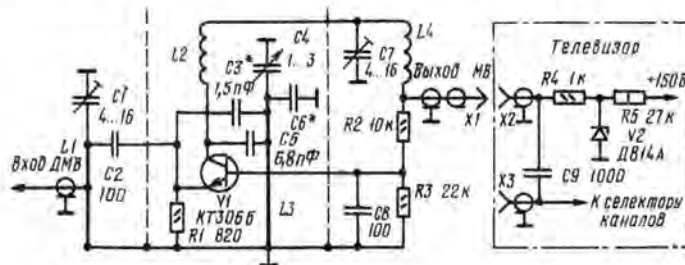 C1
4...16
L1
Вход ДМВ
C2
100
L2
C3*
1,5пФ
C4
1...3
C6*
C5
6,8пФ
V1
КТ306Б
R1 820
L3
C7
4...16
L4
Выход МВ
X1
R2 10к
R3 22к
C8
100
Телевизор
X2
R4 1к
+150В
R5 27к
V2
Д814А
C9 1000
X3
К селектору
каналов